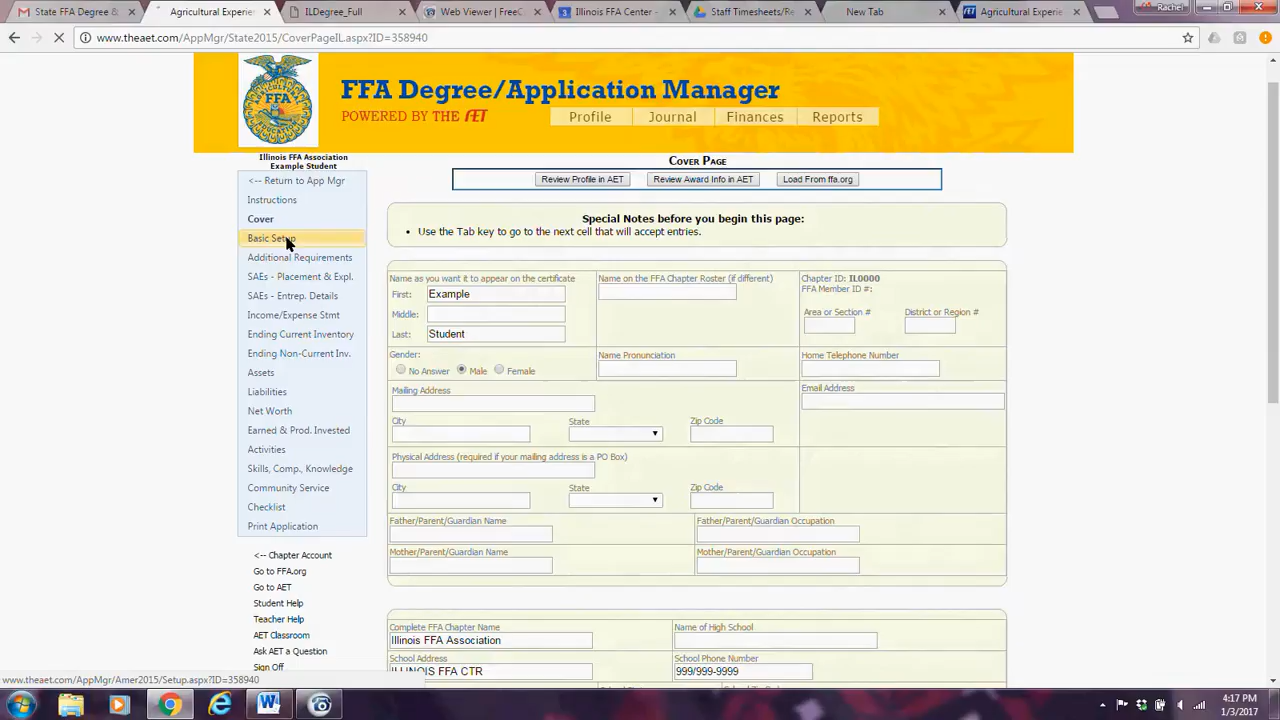 State FFA Degree & App
Agricultural Experienc
ILDegree_Full
Web Viewer | FreeC
Illinois FFA Center -
Staff Timesheets/Re
New Tab
Agricultural Experienc
Rachel
www.theaet.com/AppMgr/State2015/CoverPageIL.aspx?ID=358940
FFA Degree/Application Manager
POWERED BY THE AET
Profile
Journal
Finances
Reports
Illinois FFA Association
Example Student
<-- Return to App Mgr
Instructions
Cover
Basic Setup
Additional Requirements
SAEs - Placement & Expl.
SAEs - Entrep. Details
Income/Expense Stmt
Ending Current Inventory
Ending Non-Current Inv.
Assets
Liabilities
Net Worth
Earned & Prod. Invested
Activities
Skills, Comp., Knowledge
Community Service
Checklist
Print Application
<-- Chapter Account
Go to FFA.org
Go to AET
Student Help
Teacher Help
AET Classroom
Ask AET a Question
Sign Off
COVER PAGE
Review Profile in AET
Review Award Info in AET
Load From ffa.org
Special Notes before you begin this page:
• Use the Tab key to go to the next cell that will accept entries.
Name as you want it to appear on the certificate
First: Example
Middle:
Last: Student
Name on the FFA Chapter Roster (if different)
Chapter ID: IL0000
FFA Member ID #:
Area or Section #
District or Region #
Gender:
No Answer Male Female
Name Pronunciation
Home Telephone Number
Mailing Address
Email Address
City State Zip Code
Physical Address (required if your mailing address is a PO Box)
City State Zip Code
Father/Parent/Guardian Name
Father/Parent/Guardian Occupation
Mother/Parent/Guardian Name
Mother/Parent/Guardian Occupation
Complete FFA Chapter Name
Illinois FFA Association
Name of High School
School Address
ILLINOIS FFA CTR
School Phone Number
999/999-9999
www.theaet.com/AppMgr/Amer2015/Setup.aspx?ID=358940
4:17 PM
1/3/2017